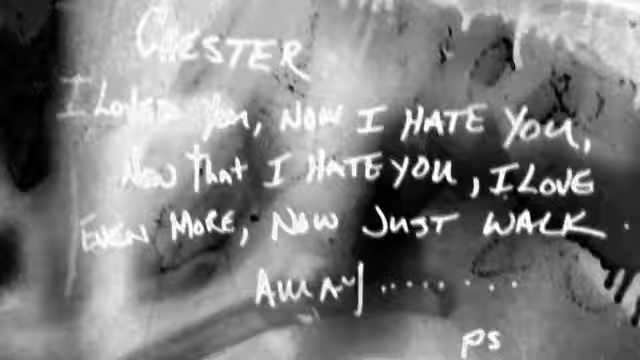 CHESTER
I LOVED You, NOW I HATE YOU,
NOW that I HATE YOU, I LOVE
EVEN MORE, NOW JUST WALK
AWAY........
PS